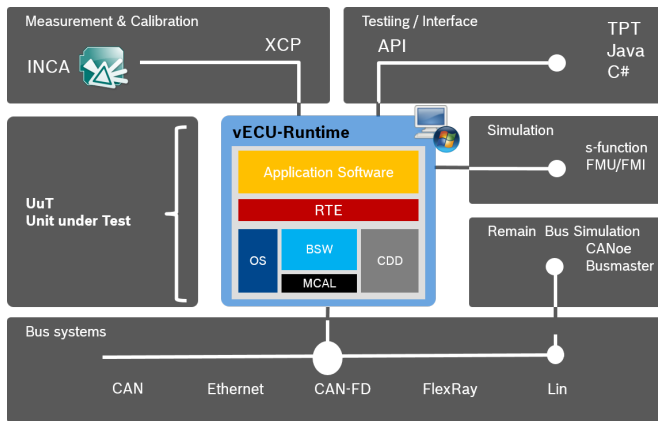 Measurement & Calibration
XCP
INCA
Testiing / Interface
API
TPT
Java
C#
UuT
Unit under Test
vECU-Runtime
Application Software
RTE
OS
BSW
MCAL
CDD
Simulation
s-function
FMU/FMI
Remain Bus Simulation
CANoe
Busmaster
Bus systems
CAN Ethernet CAN-FD FlexRay Lin